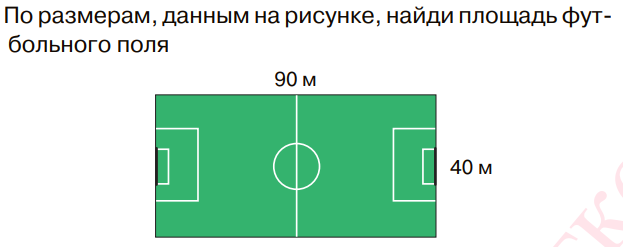 По размерам, данным на рисунке, найди площадь фут-
больного поля
90 м
40 м